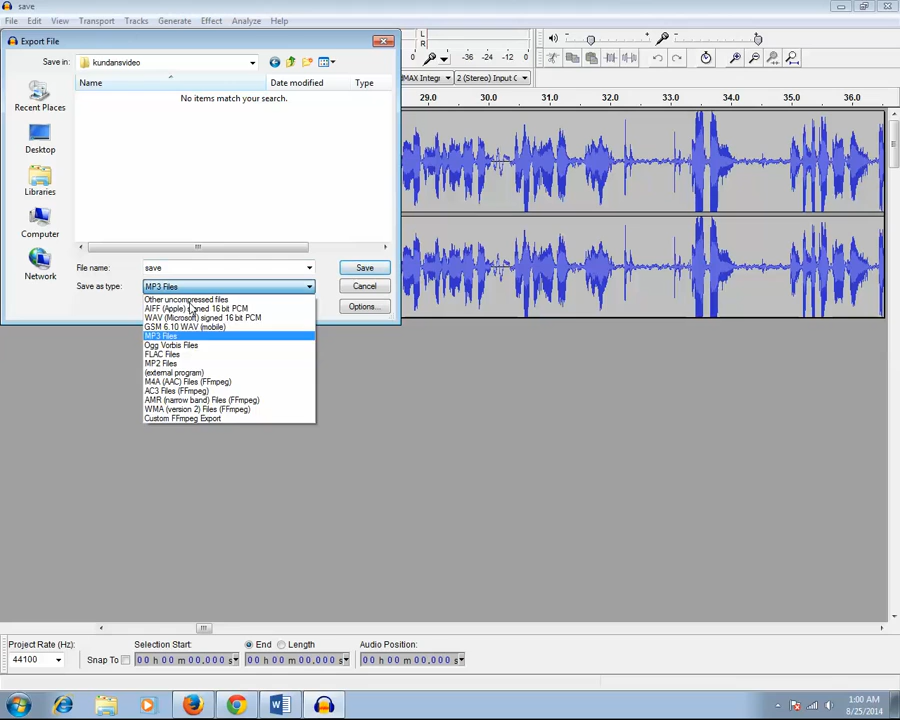 save
File Edit View Transport Tracks Generate Effect Analyze Help
Export File
Save in: kundansvideo
L
R
0 -36 -24 -12 0
Name Date modified Type
IMAX Integr 2 (Stereo) Input C
No items match your search.
29.0 30.0 31.0 32.0 33.0 34.0 35.0 36.0
Recent Places
Desktop
Libraries
Computer
Network
File name: save Save
Save as type: MP3 Files Cancel
Options...
Other uncompressed files
AIFF (Apple) signed 16 bit PCM
WAV (Microsoft) signed 16 bit PCM
GSM 6.10 WAV (mobile)
MP3 Files
Ogg Vorbis Files
FLAC Files
MP2 Files
(external program)
M4A (AAC) Files (FFmpeg)
AC3 Files (FFmpeg)
AMR (narrow band) Files (FFmpeg)
WMA (version 2) Files (FFmpeg)
Custom FFmpeg Export
Project Rate (Hz): Selection Start: End Length Audio Position:
44100 Snap To 00 h 00 m 00.000 s 00 h 00 m 00.000 s 00 h 00 m 00.000 s
1:00 AM
8/25/2014